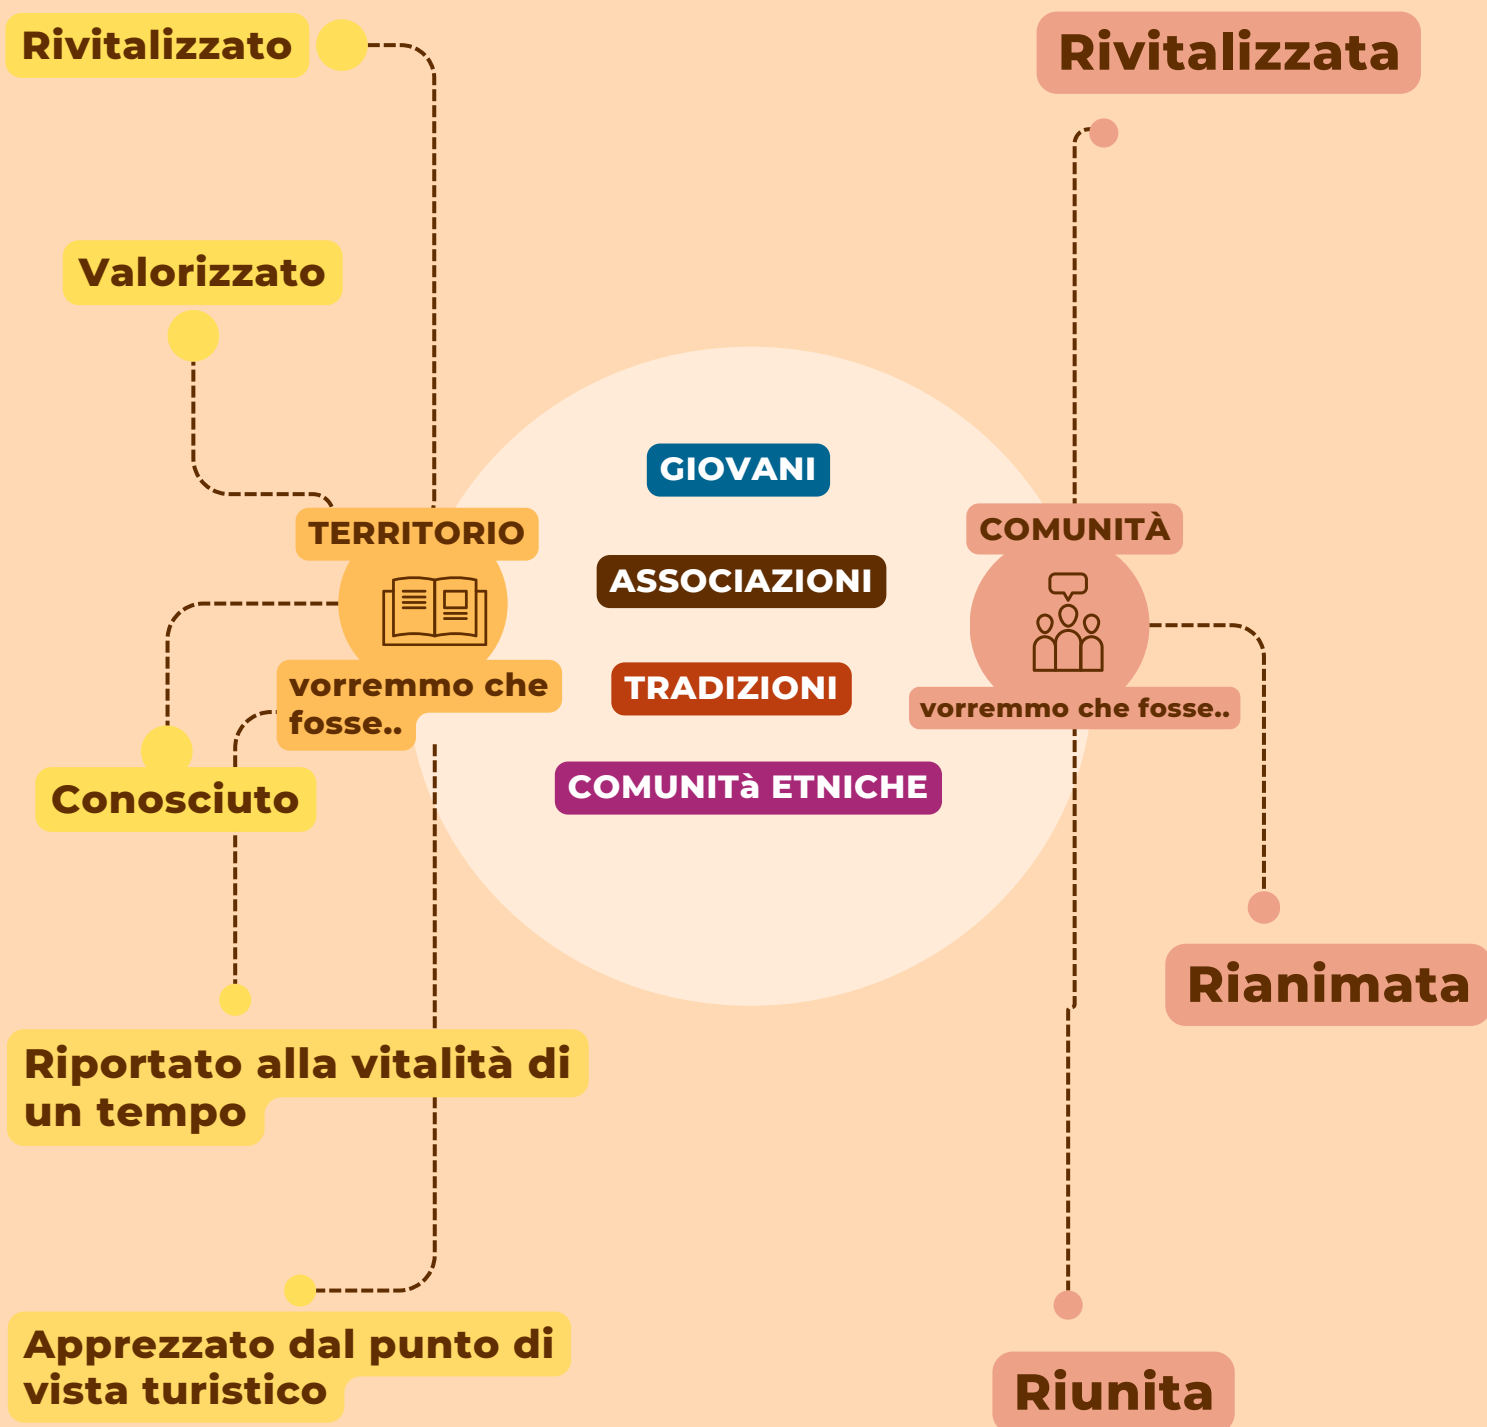 Rivitalizzato
Rivitalizzata
Valorizzato
GIOVANI
TERRITORIO
COMUNITÀ
ASSOCIAZIONI
vorremmo che
fosse..
TRADIZIONI
vorremmo che fosse..
COMUNITà ETNICHE
Conosciuto
Rianimata
Riportato alla vitalità di
un tempo
Apprezzato dal punto di
vista turistico
Riunita